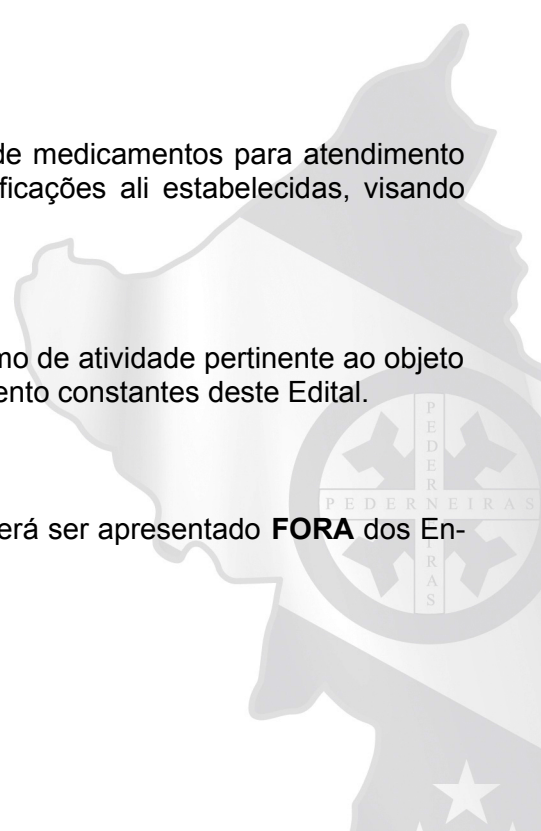 de medicamentos para atendimento
ficações ali estabelecidas, visando
mo de atividade pertinente ao objeto
ento constantes deste Edital.
erá ser apresentado FORA dos En-
PEDERNEIRAS
PEDERNEIRAS